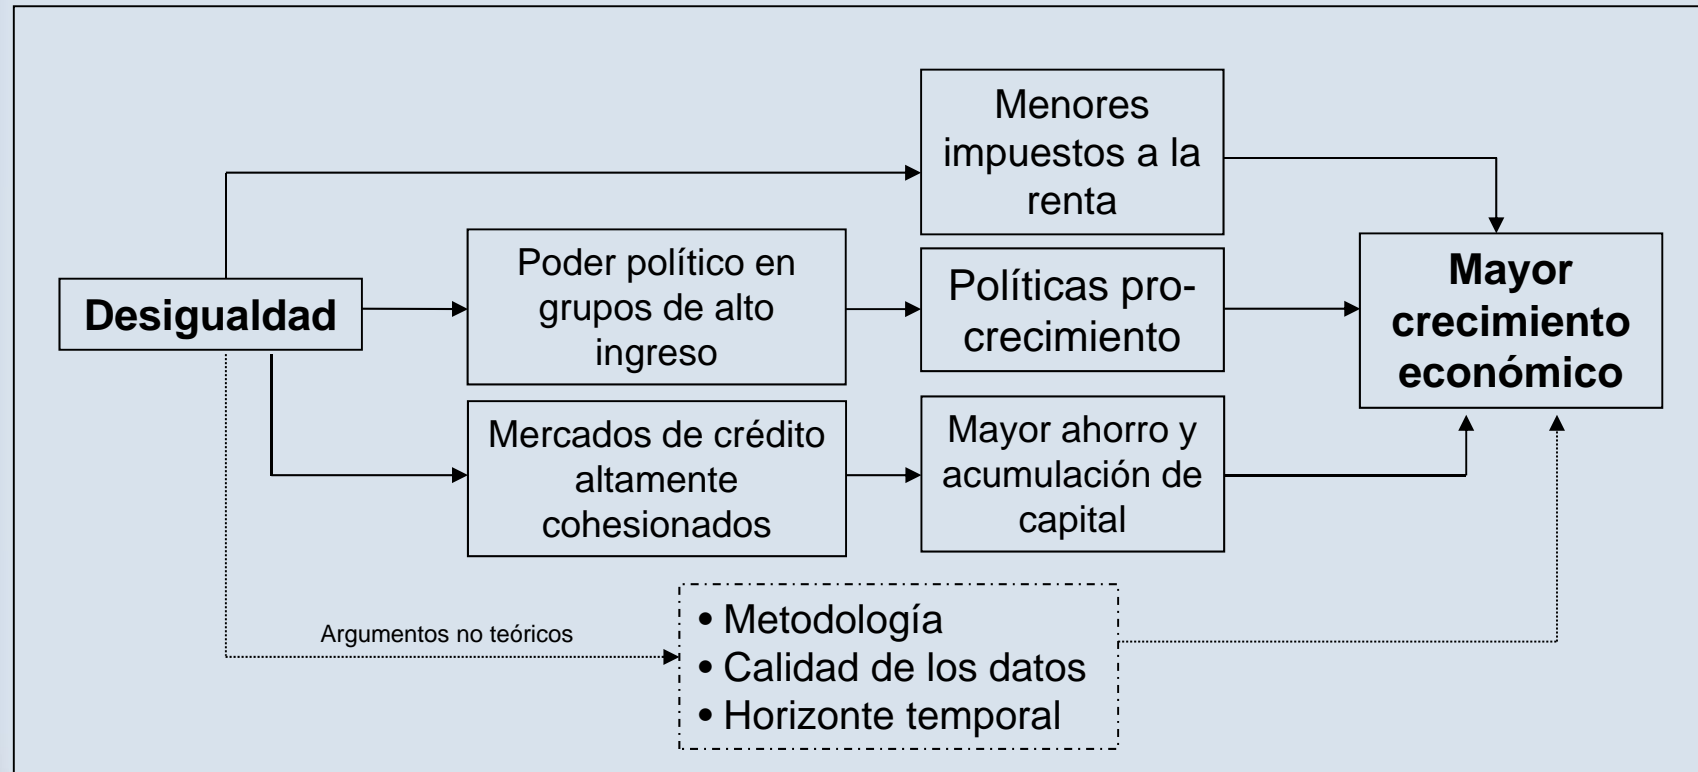 Menores
impuestos a la
renta
Desigualdad
Poder político en
grupos de alto
ingreso
Políticas pro-
crecimiento
Mayor
crecimiento
económico
Mercados de crédito
altamente
cohesionados
Mayor ahorro y
acumulación de
capital
Argumentos no teóricos
• Metodología
• Calidad de los datos
• Horizonte temporal